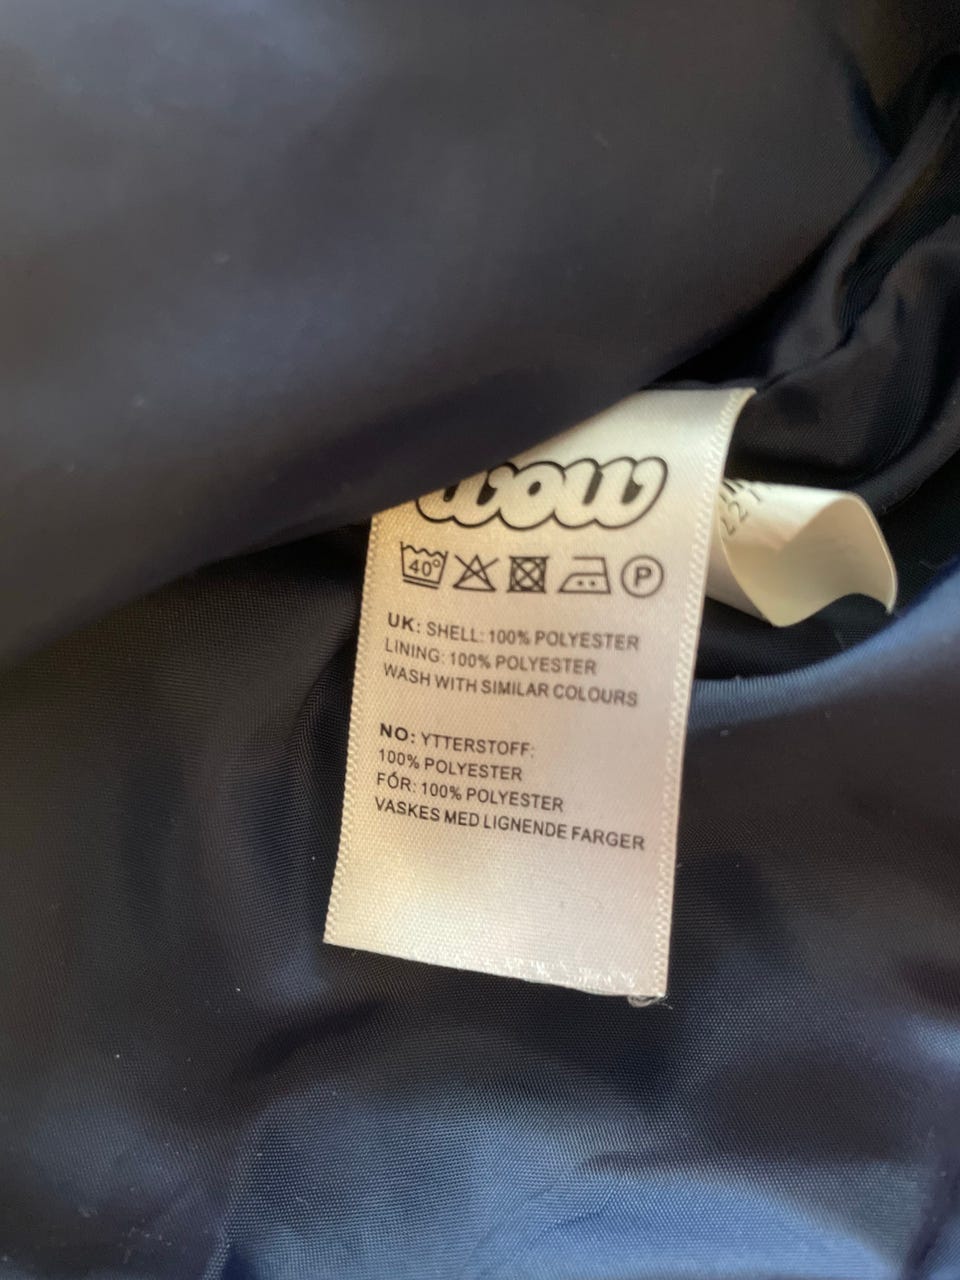 wow
40°
P
UK: SHELL: 100% POLYESTER
LINING: 100% POLYESTER
WASH WITH SIMILAR COLOURS
NO: YTTERSTOFF:
100% POLYESTER
FÓR: 100% POLYESTER
VASKES MED LIGNENDE FARGER